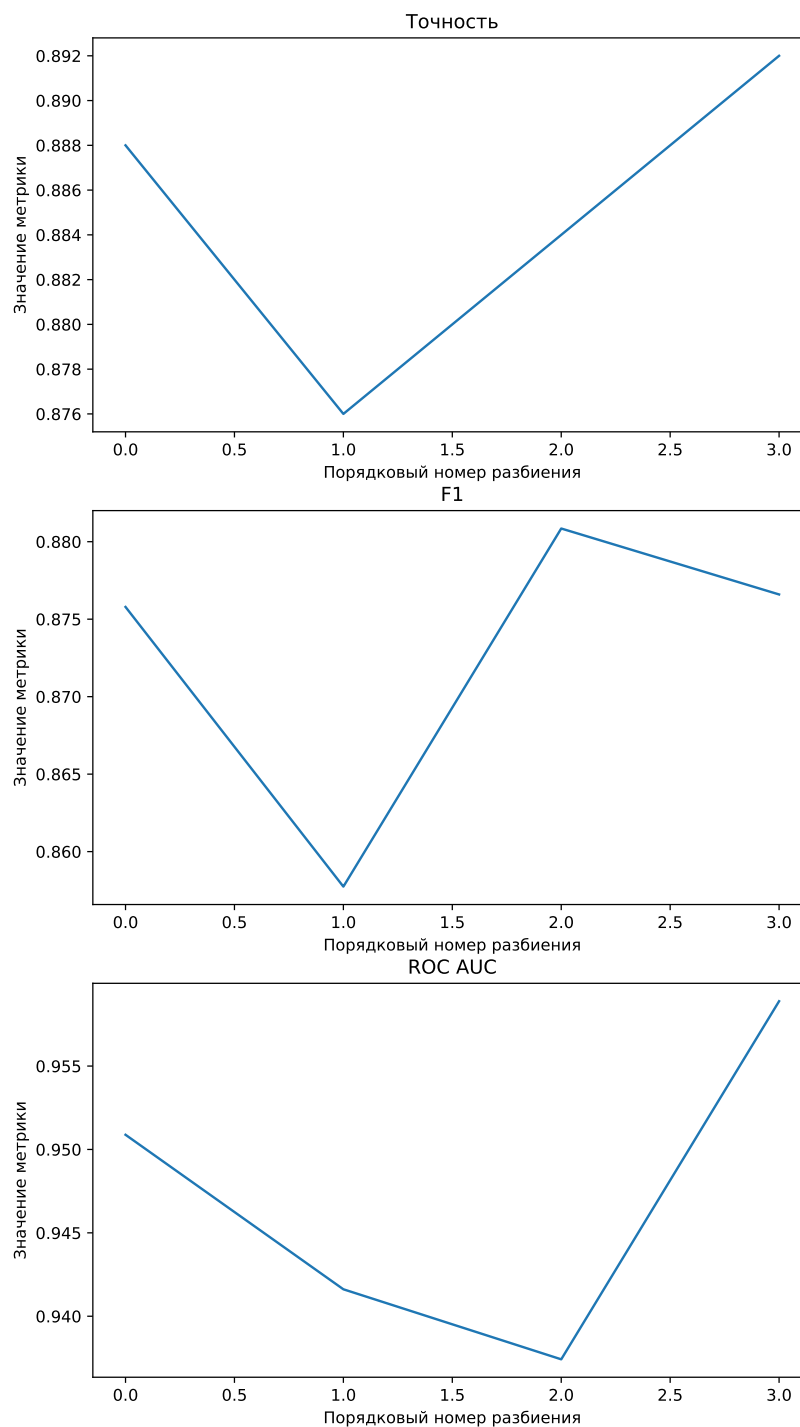 Точность
0.892
0.890
0.888
0.886
0.884
0.882
0.880
0.878
0.876
Значение метрики
0.0 0.5 1.0 1.5 2.0 2.5 3.0
Порядковый номер разбиения
F1
0.880
0.875
0.870
0.865
0.860
Значение метрики
0.0 0.5 1.0 1.5 2.0 2.5 3.0
Порядковый номер разбиения
ROC AUC
0.955
0.950
0.945
0.940
Значение метрики
0.0 0.5 1.0 1.5 2.0 2.5 3.0
Порядковый номер разбиения